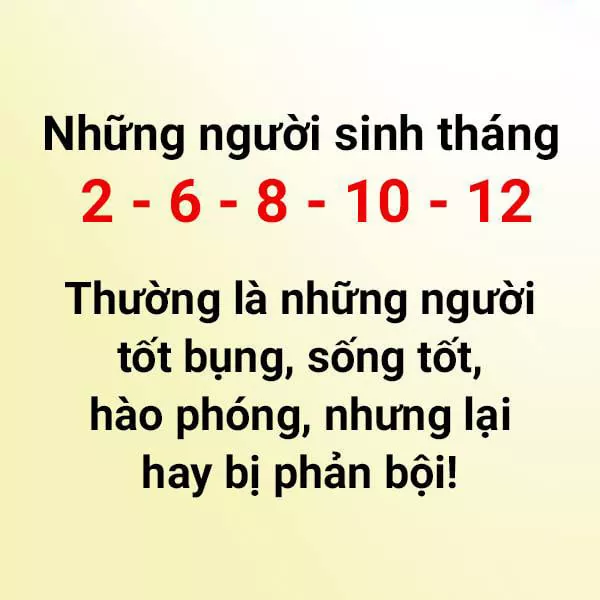 Những người sinh tháng
2 - 6 - 8 - 10 - 12
Thường là những người
tốt bụng, sống tốt,
hào phóng, nhưng lại
hay bị phản bội!